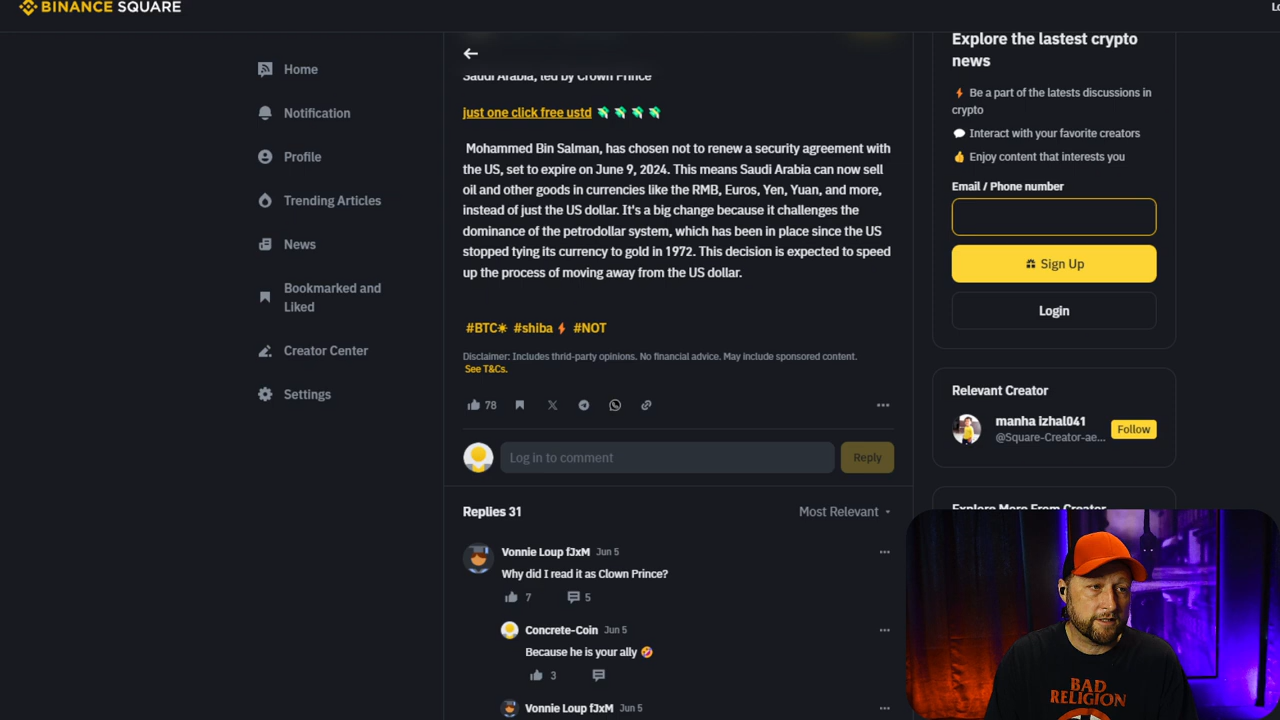 BINANCE SQUARE
Home
Notification
Profile
Trending Articles
News
Bookmarked and
Liked
Creator Center
Settings
Saudi Arabia, led by Crown Prince
just one click free ustd 💸 💸 💸 💸
Mohammed Bin Salman, has chosen not to renew a security agreement with
the US, set to expire on June 9, 2024. This means Saudi Arabia can now sell
oil and other goods in currencies like the RMB, Euros, Yen, Yuan, and more,
instead of just the US dollar. It's a big change because it challenges the
dominance of the petrodollar system, which has been in place since the US
stopped tying its currency to gold in 1972. This decision is expected to speed
up the process of moving away from the US dollar.
#BTC☀ #shiba⚡ #NOT
Disclaimer: Includes thrid-party opinions. No financial advice. May include sponsored content.
See T&Cs.
78
Log in to comment
Reply
Replies 31
Most Relevant
Vonnie Loup fJxM Jun 5
Why did I read it as Clown Prince?
7 5
Concrete-Coin Jun 5
Because he is your ally 🤣
3
Vonnie Loup fJxM Jun 5
Explore the lastest crypto
news
⚡ Be a part of the latests discussions in
crypto
💬 Interact with your favorite creators
👍 Enjoy content that interests you
Email / Phone number
Sign Up
Login
Relevant Creator
manha izhal041
@Square-Creator-ae...
Follow
Explore More From Creator
BAD
RELIGION